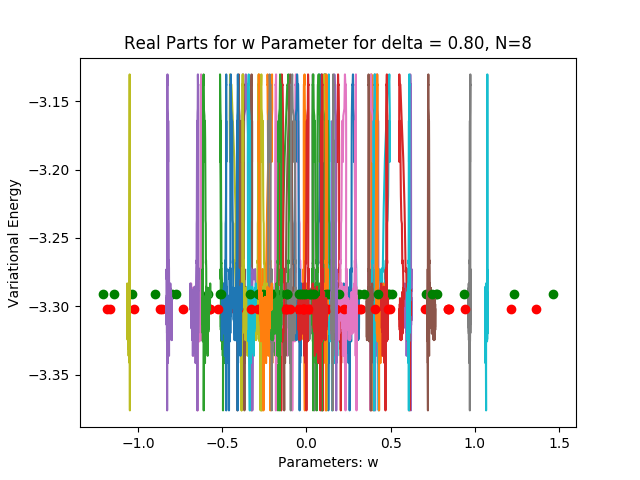 Real Parts for w Parameter for delta = 0.80, N=8
−3.15
−3.20
−3.25
−3.30
−3.35
Variational Energy
−1.0 −0.5 0.0 0.5 1.0 1.5
Parameters: w